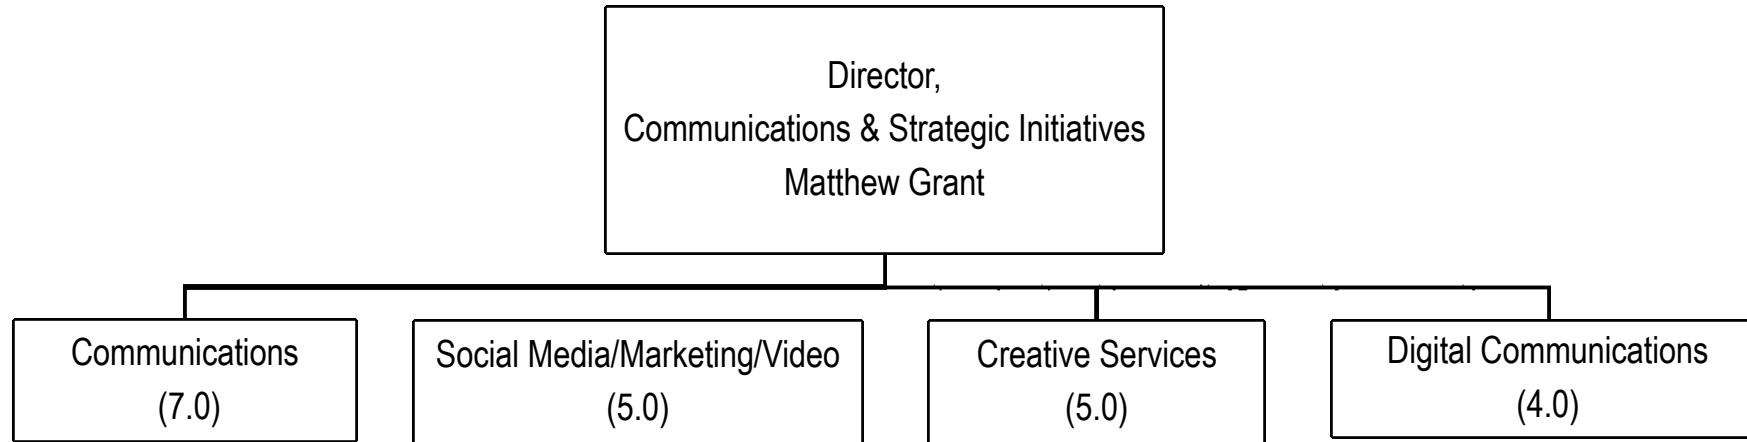 Director,
Communications & Strategic Initiatives
Matthew Grant
Communications
(7.0)
Social Media/Marketing/Video
(5.0)
Creative Services
(5.0)
Digital Communications
(4.0)